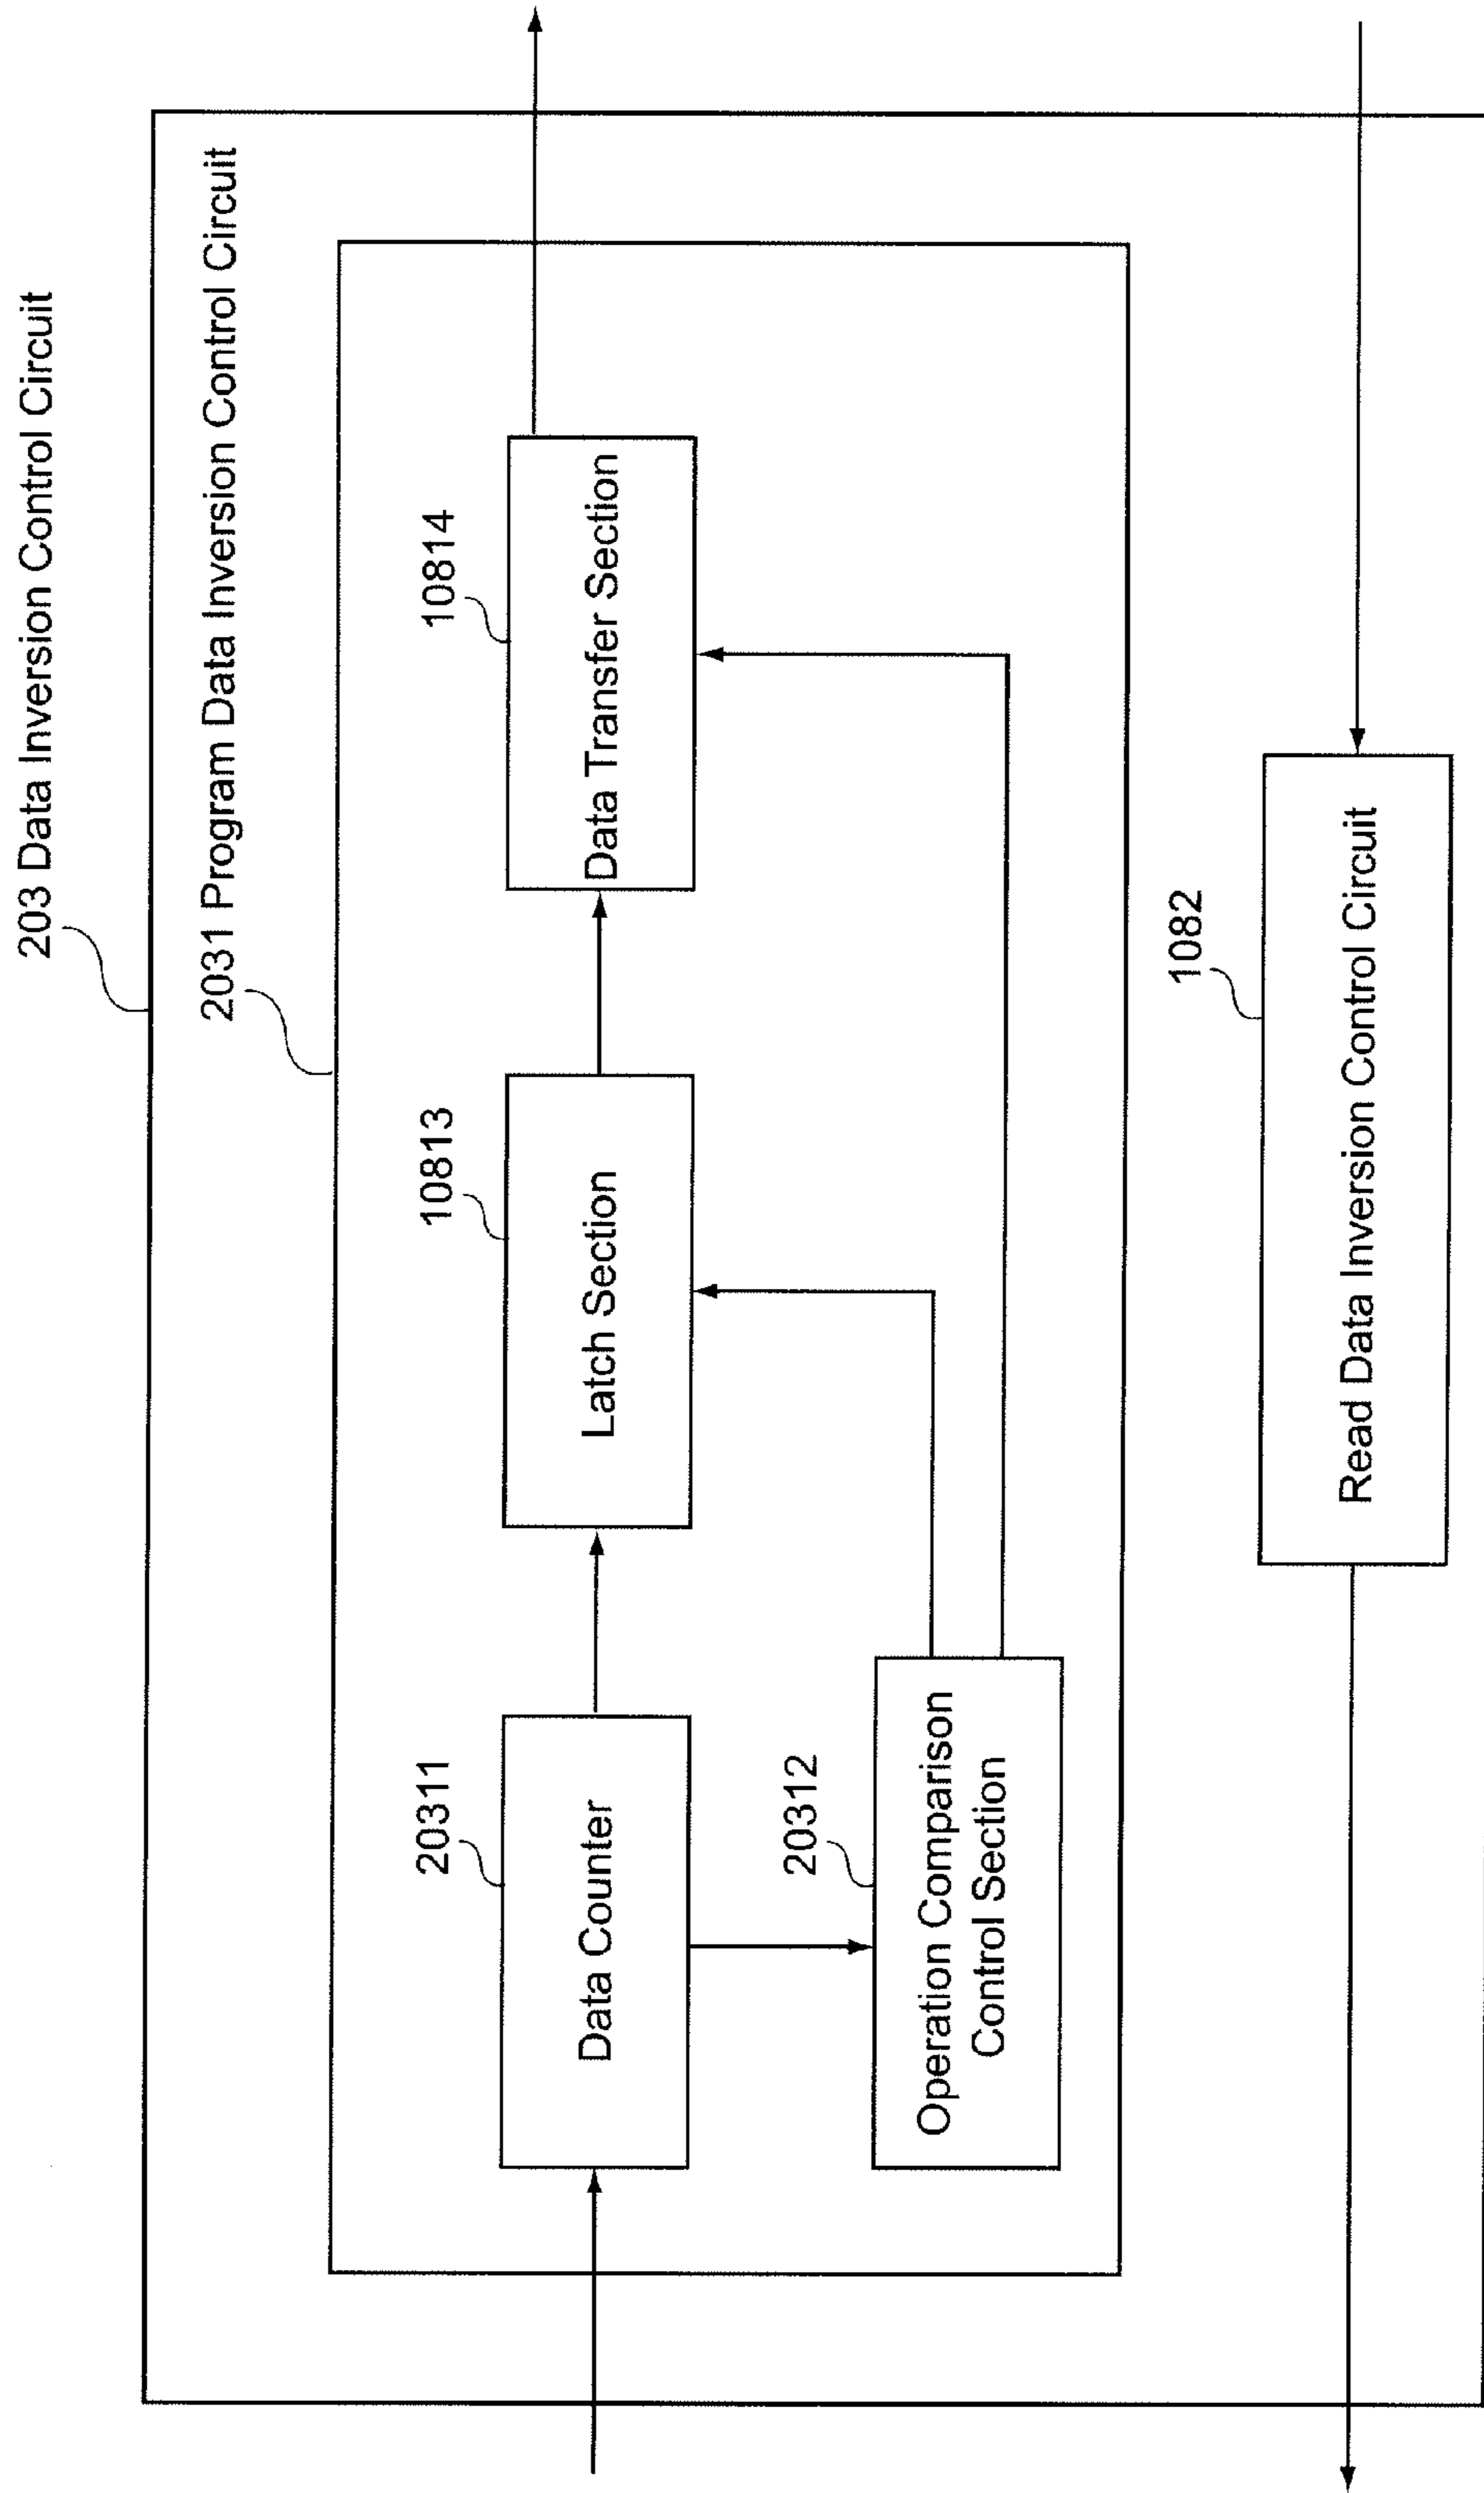 203 Data Inversion Control Circuit
2031 Program Data Inversion Control Circuit
20311
Data Counter
10813
Latch Section
10814
Data Transfer Section
20312
Operation Comparison
Control Section
1082
Read Data Inversion Control Circuit